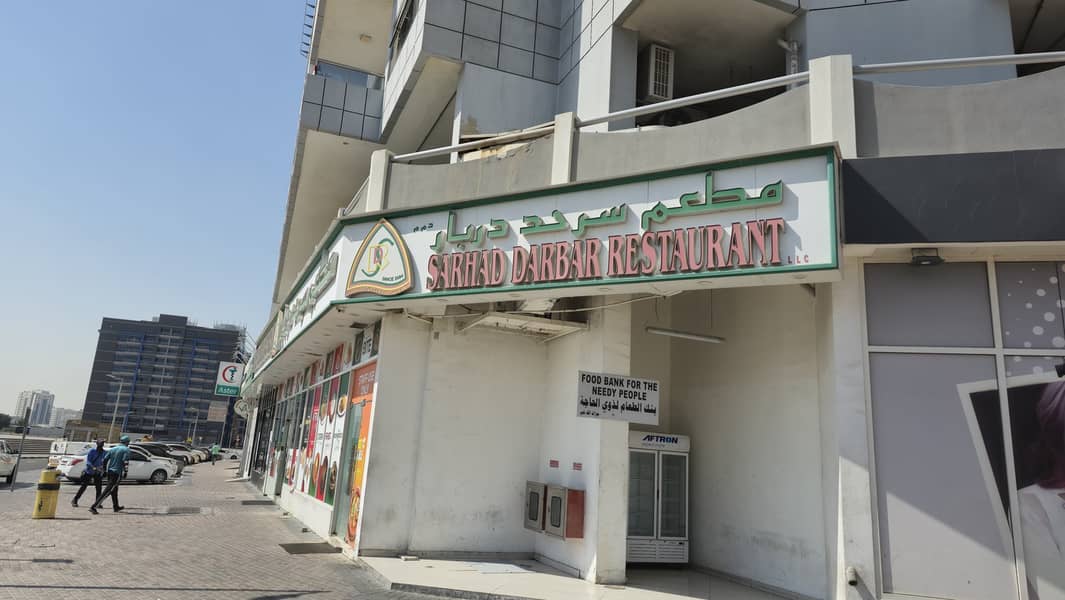 مطعم سرحد دربار ذ.م.م
SARHAD DARBAR RESTAURANT LLC
Aster
FOOD BANK FOR THE
NEEDY PEOPLE
بنك الطعام لذوي الحاجة
AFTRON